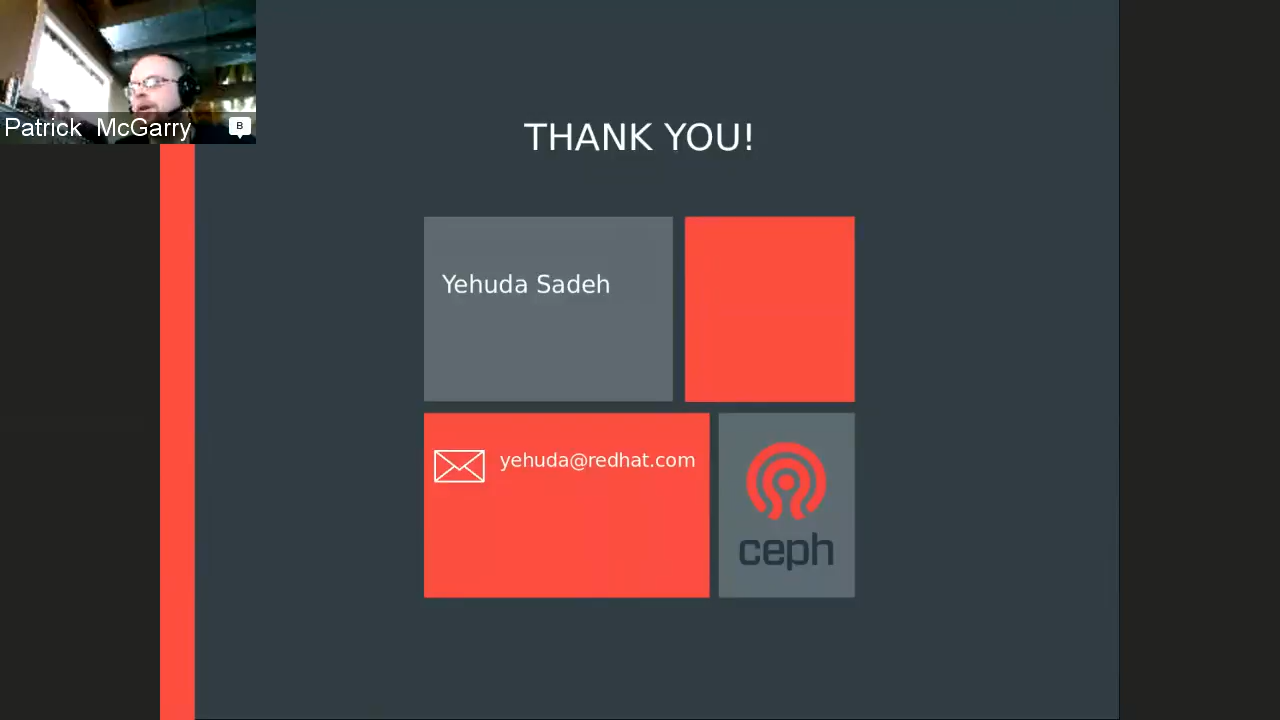 Patrick McGarry
B
THANK YOU!
Yehuda Sadeh
yehuda@redhat.com
ceph